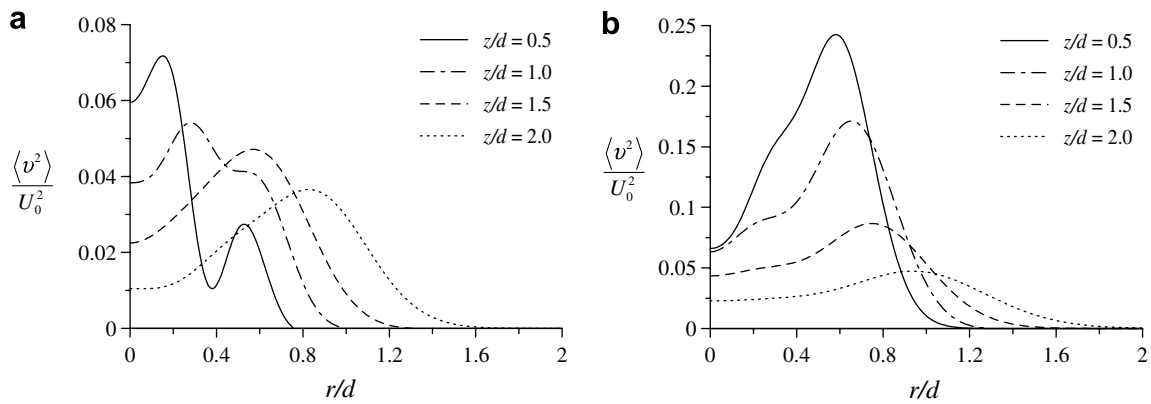 a
0.08
0.06
0.04
0.02
0
⟨υ²⟩
U₀²
z/d = 0.5
z/d = 1.0
z/d = 1.5
z/d = 2.0
0 0.4 0.8 1.2 1.6 2
r/d
b
0.25
0.2
0.15
0.1
0.05
0
⟨υ²⟩
U₀²
z/d = 0.5
z/d = 1.0
z/d = 1.5
z/d = 2.0
0 0.4 0.8 1.2 1.6 2
r/d